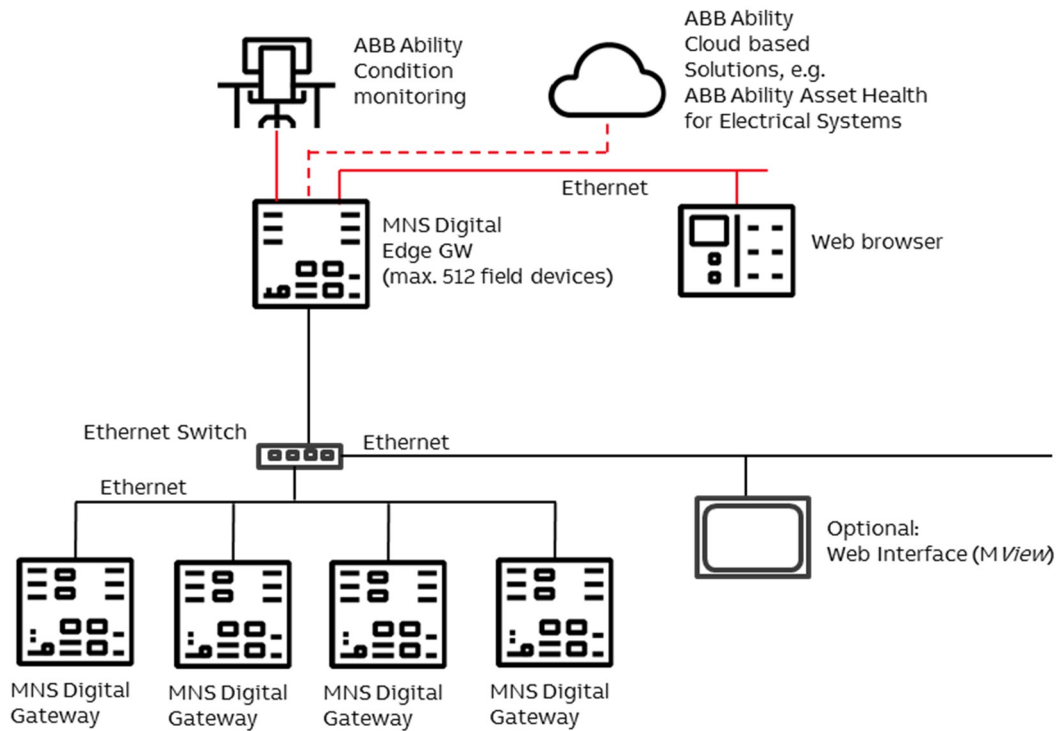 ABB Ability
Condition
monitoring
ABB Ability
Cloud based
Solutions, e.g.
ABB Ability Asset Health
for Electrical Systems
Ethernet
MNS Digital
Edge GW
(max. 512 field devices)
Web browser
Ethernet Switch
Ethernet
Ethernet
Optional:
Web Interface (MView)
MNS Digital
Gateway
MNS Digital
Gateway
MNS Digital
Gateway
MNS Digital
Gateway